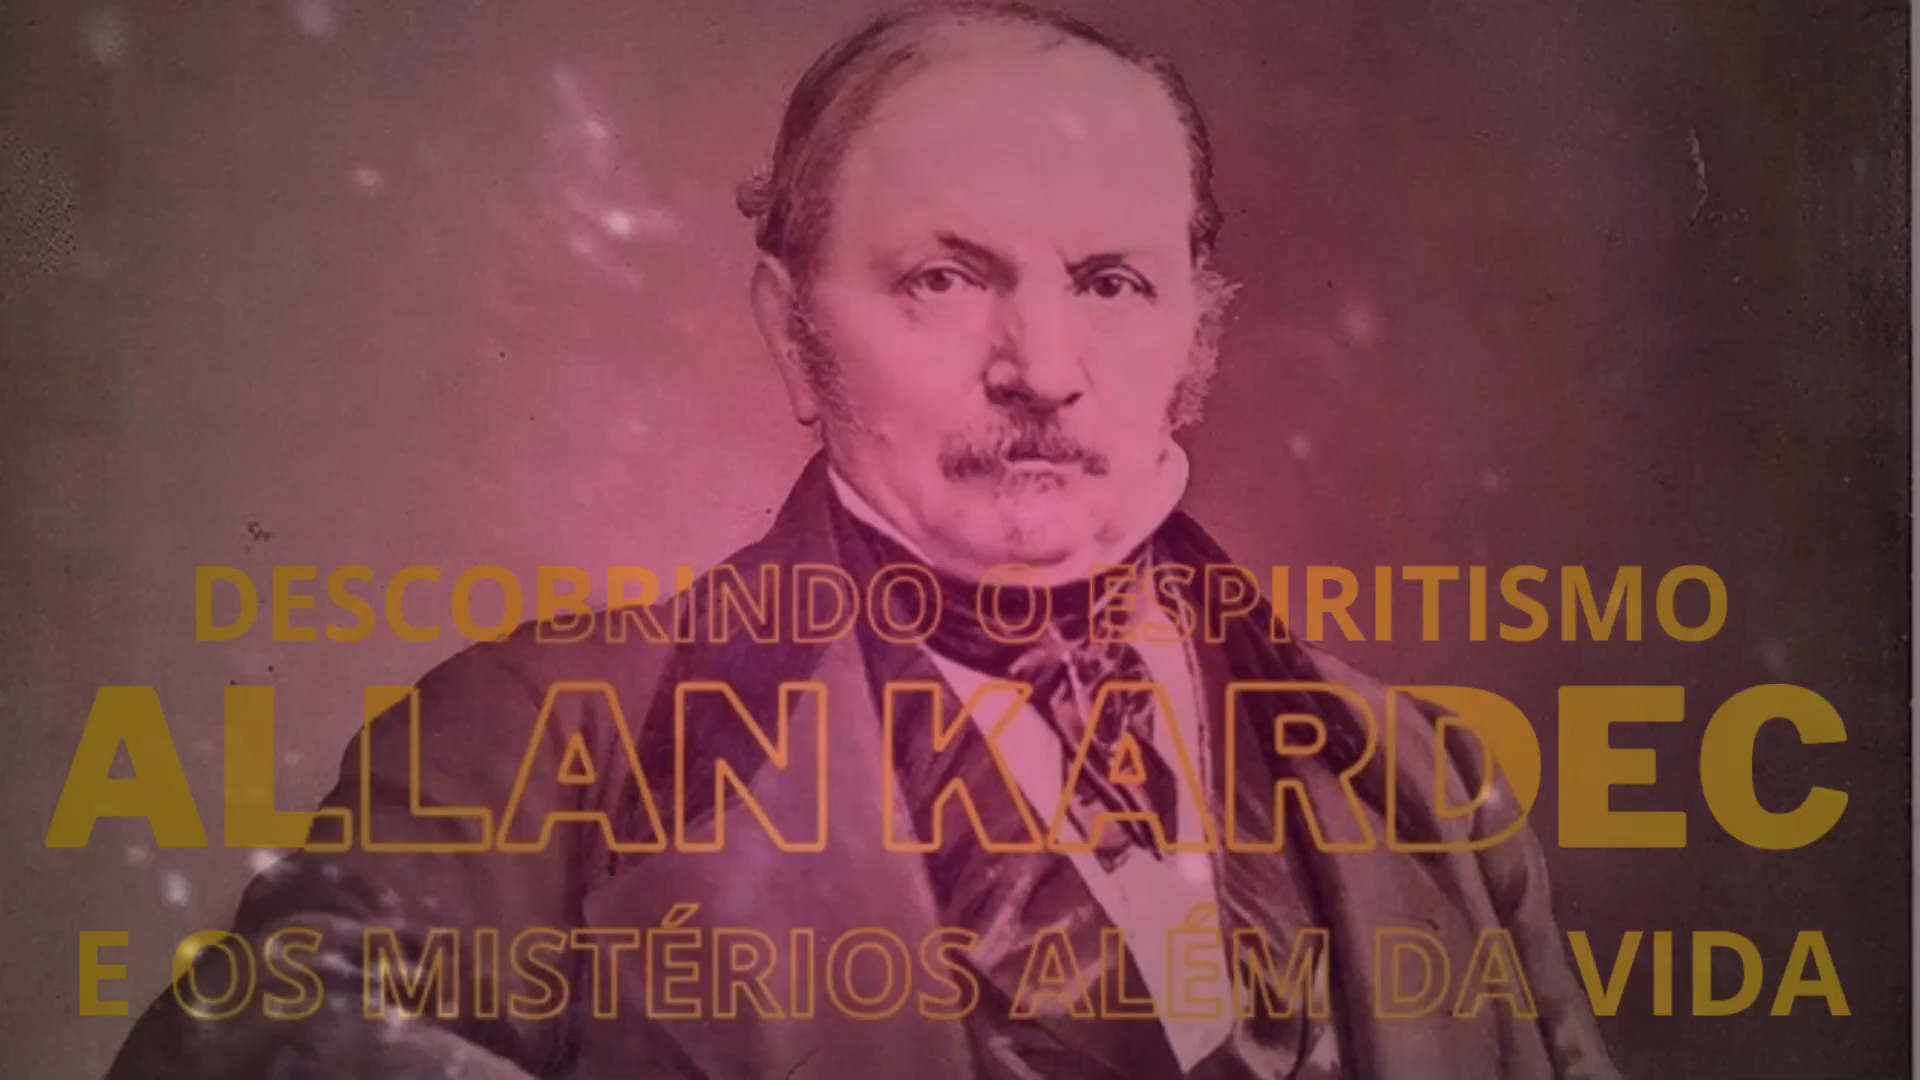 DESCOBRINDO O ESPIRITISMO
ALLAN KARDEC
E OS MISTÉRIOS ALÉM DA VIDA